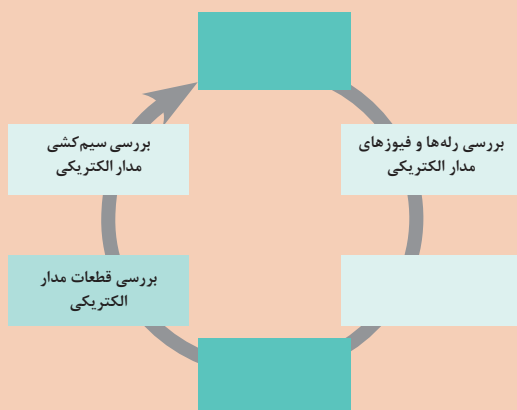 بررسی رله‌ها و فیوزهای
مدار الکتریکی
بررسی سیم‌کشی
مدار الکتریکی
بررسی قطعات مدار
الکتریکی